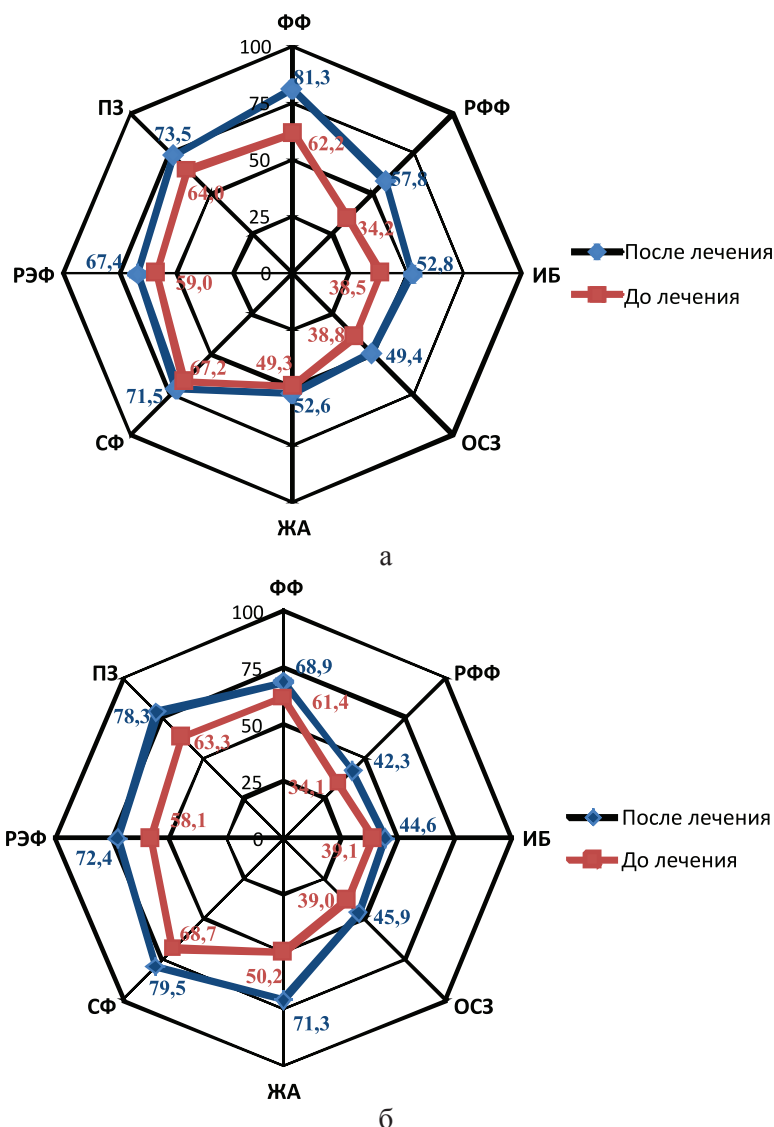 ФФ
100
81,3
ПЗ
РФФ
75
73,5
62,2
50
57,8
64,0
34,2
25
РЭФ
67,4
59,0
0
38,5
52,8
ИБ
После лечения
До лечения
38,8
49,3
49,4
67,2
71,5
52,6
СФ
ОСЗ
ЖА
а
ФФ
100
ПЗ
68,9
РФФ
75
61,4
78,3
50
63,3
42,3
34,1
25
58,1
44,6
РЭФ
0
ИБ
72,4
39,1
После лечения
До лечения
39,0
45,9
68,7
50,2
79,5
71,3
СФ
ОСЗ
ЖА
б